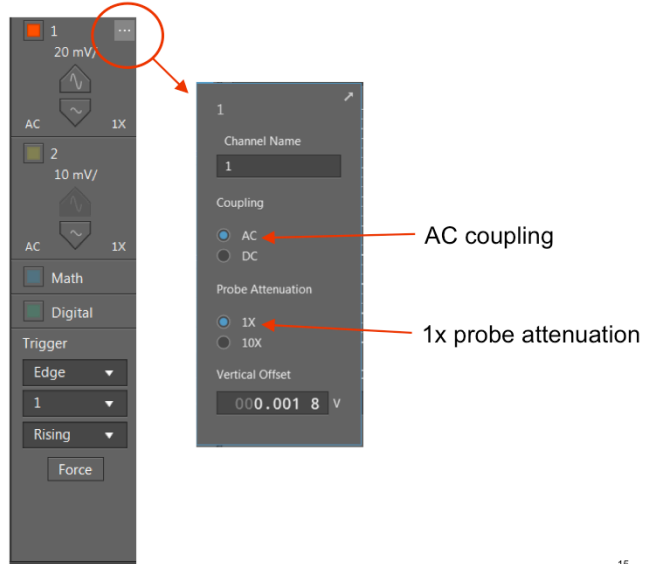 1 ...
20 mV/
AC 1X
2
10 mV/
AC 1X
Math
Digital
Trigger
Edge
1
Rising
Force
1
Channel Name
1
Coupling
AC
DC
Probe Attenuation
1X
10X
Vertical Offset
000.001 8 V
AC coupling
1x probe attenuation